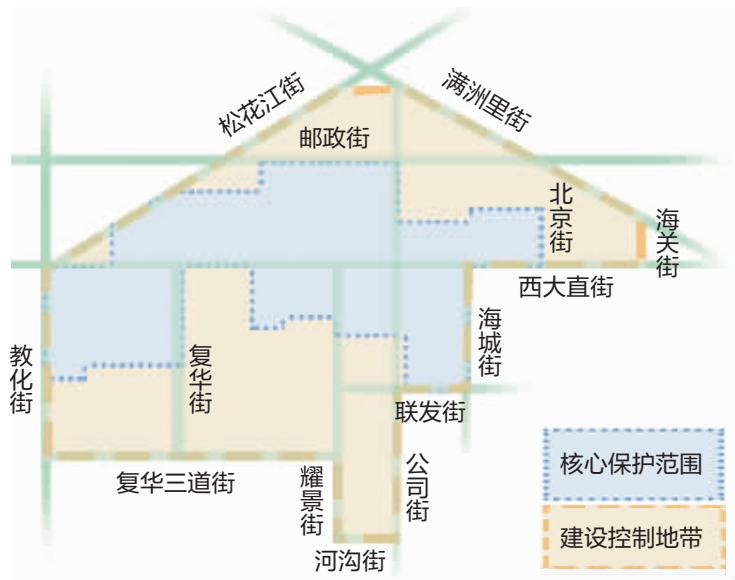 松花江街
满洲里街
邮政街
北京街
海关街
西大直街
海城街
教化街
复华街
联发街
复华三道街
耀景街
公司街
河沟街
核心保护范围
建设控制地带